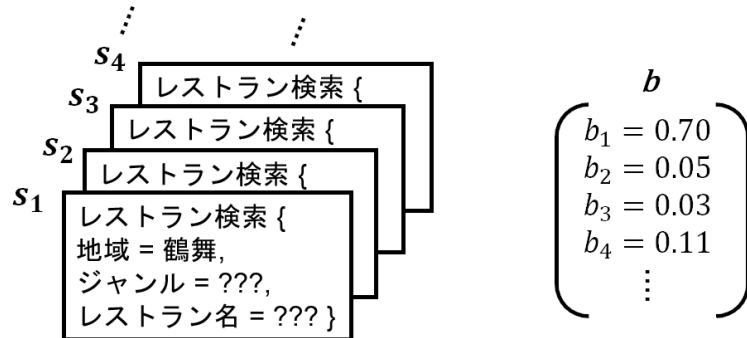 s₄
レストラン検索 {
s₃
レストラン検索 {
s₂
レストラン検索 {
s₁
レストラン検索 {
地域 = 鶴舞,
ジャンル = ???,
レストラン名 = ??? }
b
b₁ = 0.70
b₂ = 0.05
b₃ = 0.03
b₄ = 0.11